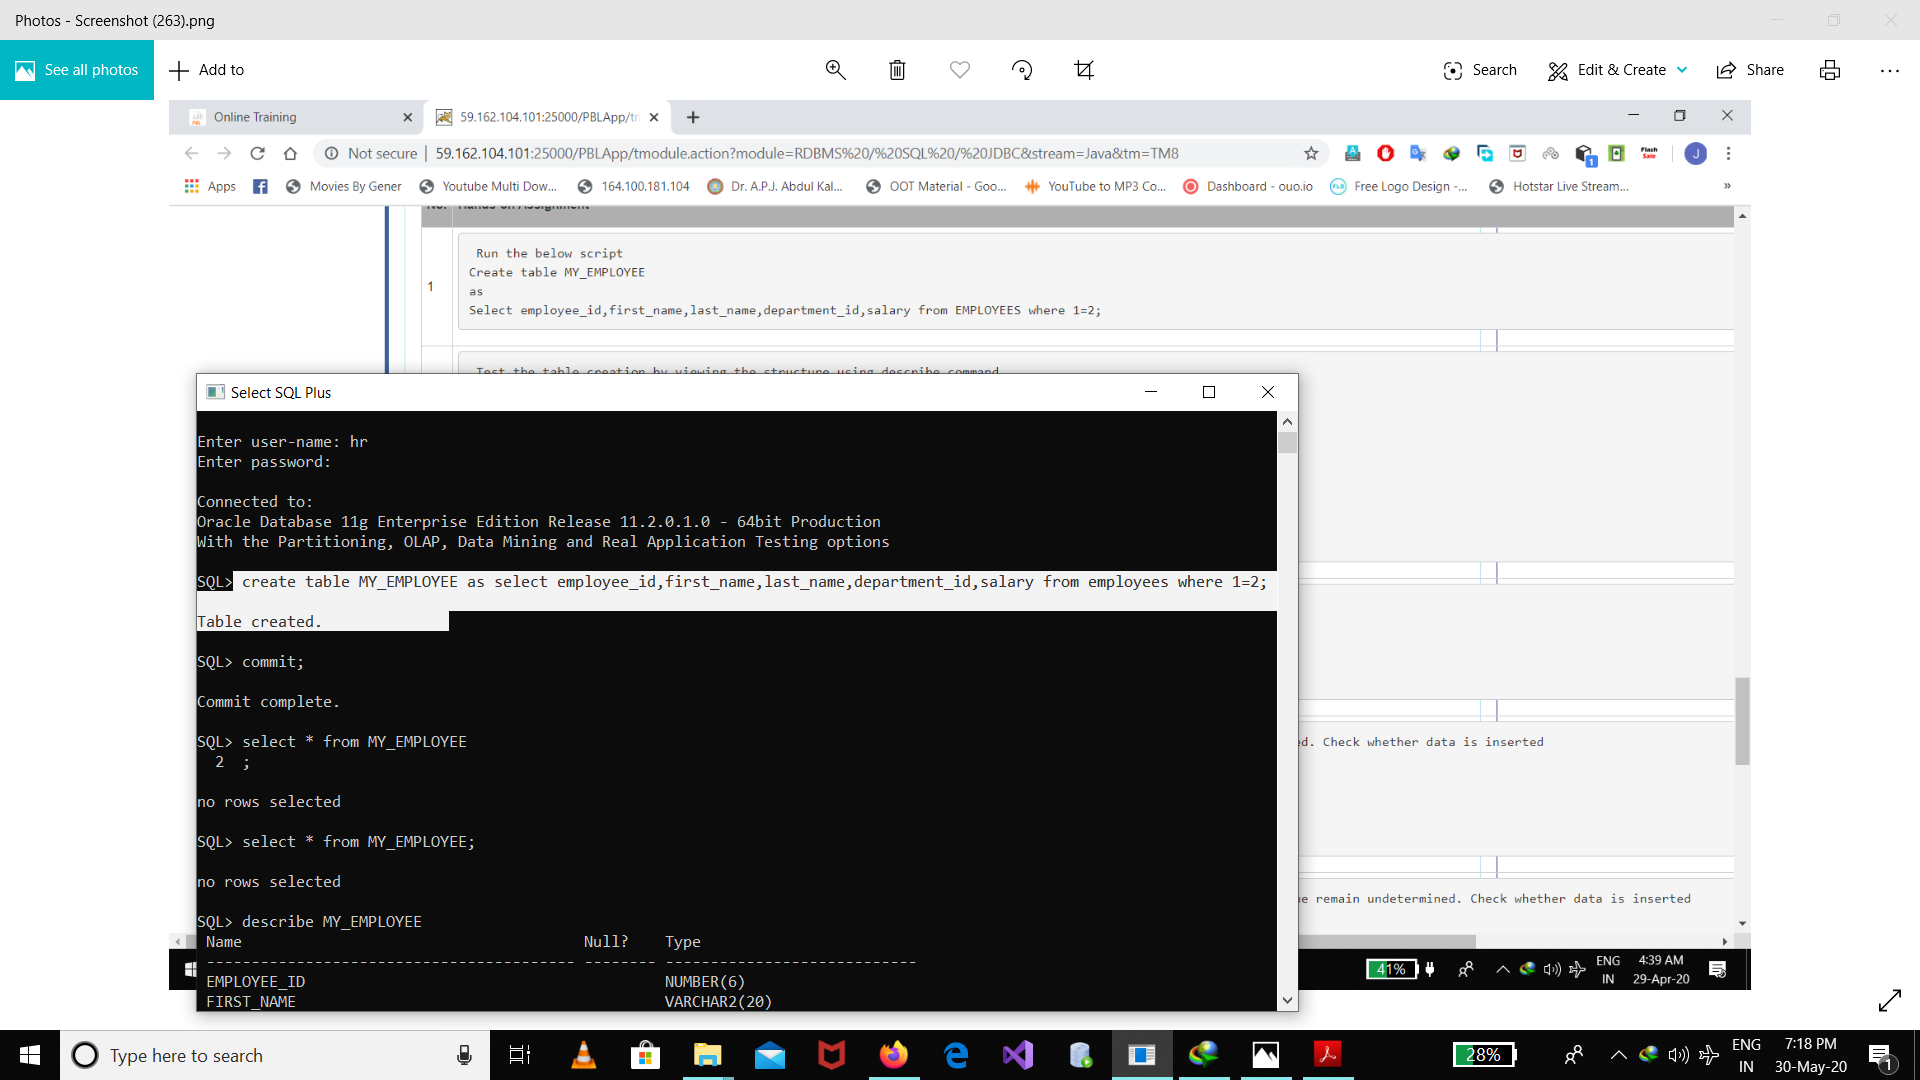 Photos - Screenshot (263).png
See all photos
Add to
Search
Edit & Create
Share
Online Training
59.162.104.101:25000/PBLApp/tm
Not secure | 59.162.104.101:25000/PBLApp/tmodule.action?module=RDBMS%20/%20SQL%20/%20JDBC&stream=Java&tm=TM8
Apps
Movies By Gener
Youtube Multi Dow...
164.100.181.104
Dr. A.P.J. Abdul Kal...
OOT Material - Goo...
YouTube to MP3 Co...
Dashboard - ouo.io
Free Logo Design -...
Hotstar Live Stream...
»
No. Hands on Assignment
1
Run the below script
Create table MY_EMPLOYEE
as
Select employee_id,first_name,last_name,department_id,salary from EMPLOYEES where 1=2;
Test the table creation by viewing the structure using describe command
Select SQL Plus
Enter user-name: hr
Enter password:
Connected to:
Oracle Database 11g Enterprise Edition Release 11.2.0.1.0 - 64bit Production
With the Partitioning, OLAP, Data Mining and Real Application Testing options
SQL> create table MY_EMPLOYEE as select employee_id,first_name,last_name,department_id,salary from employees where 1=2;
Table created.
SQL> commit;
Commit complete.
SQL> select * from MY_EMPLOYEE
2 ;
no rows selected
SQL> select * from MY_EMPLOYEE;
no rows selected
SQL> describe MY_EMPLOYEE
Name Null? Type
----------------------------------------- -------- ----------------------------
EMPLOYEE_ID NUMBER(6)
FIRST_NAME VARCHAR2(20)
ed. Check whether data is inserted
ue remain undetermined. Check whether data is inserted
41%
ENG
IN
4:39 AM
29-Apr-20
Type here to search
28%
ENG
IN
7:18 PM
30-May-20
1